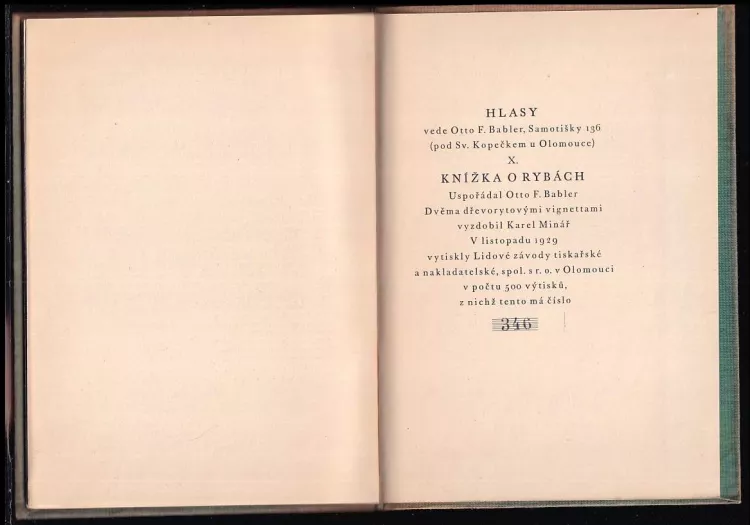 HLASY
vede Otto F. Babler, Samotišky 136
(pod Sv. Kopečkem u Olomouce)
X.
KNÍŽKA O RYBÁCH
Uspořádal Otto F. Babler
Dvěma dřevorytovými vignettami
vyzdobil Karel Minář
V listopadu 1929
vytiskly Lidové závody tiskařské
a nakladatelské, spol. s r. o. v Olomouci
v počtu 500 výtisků,
z nichž tento má číslo
346